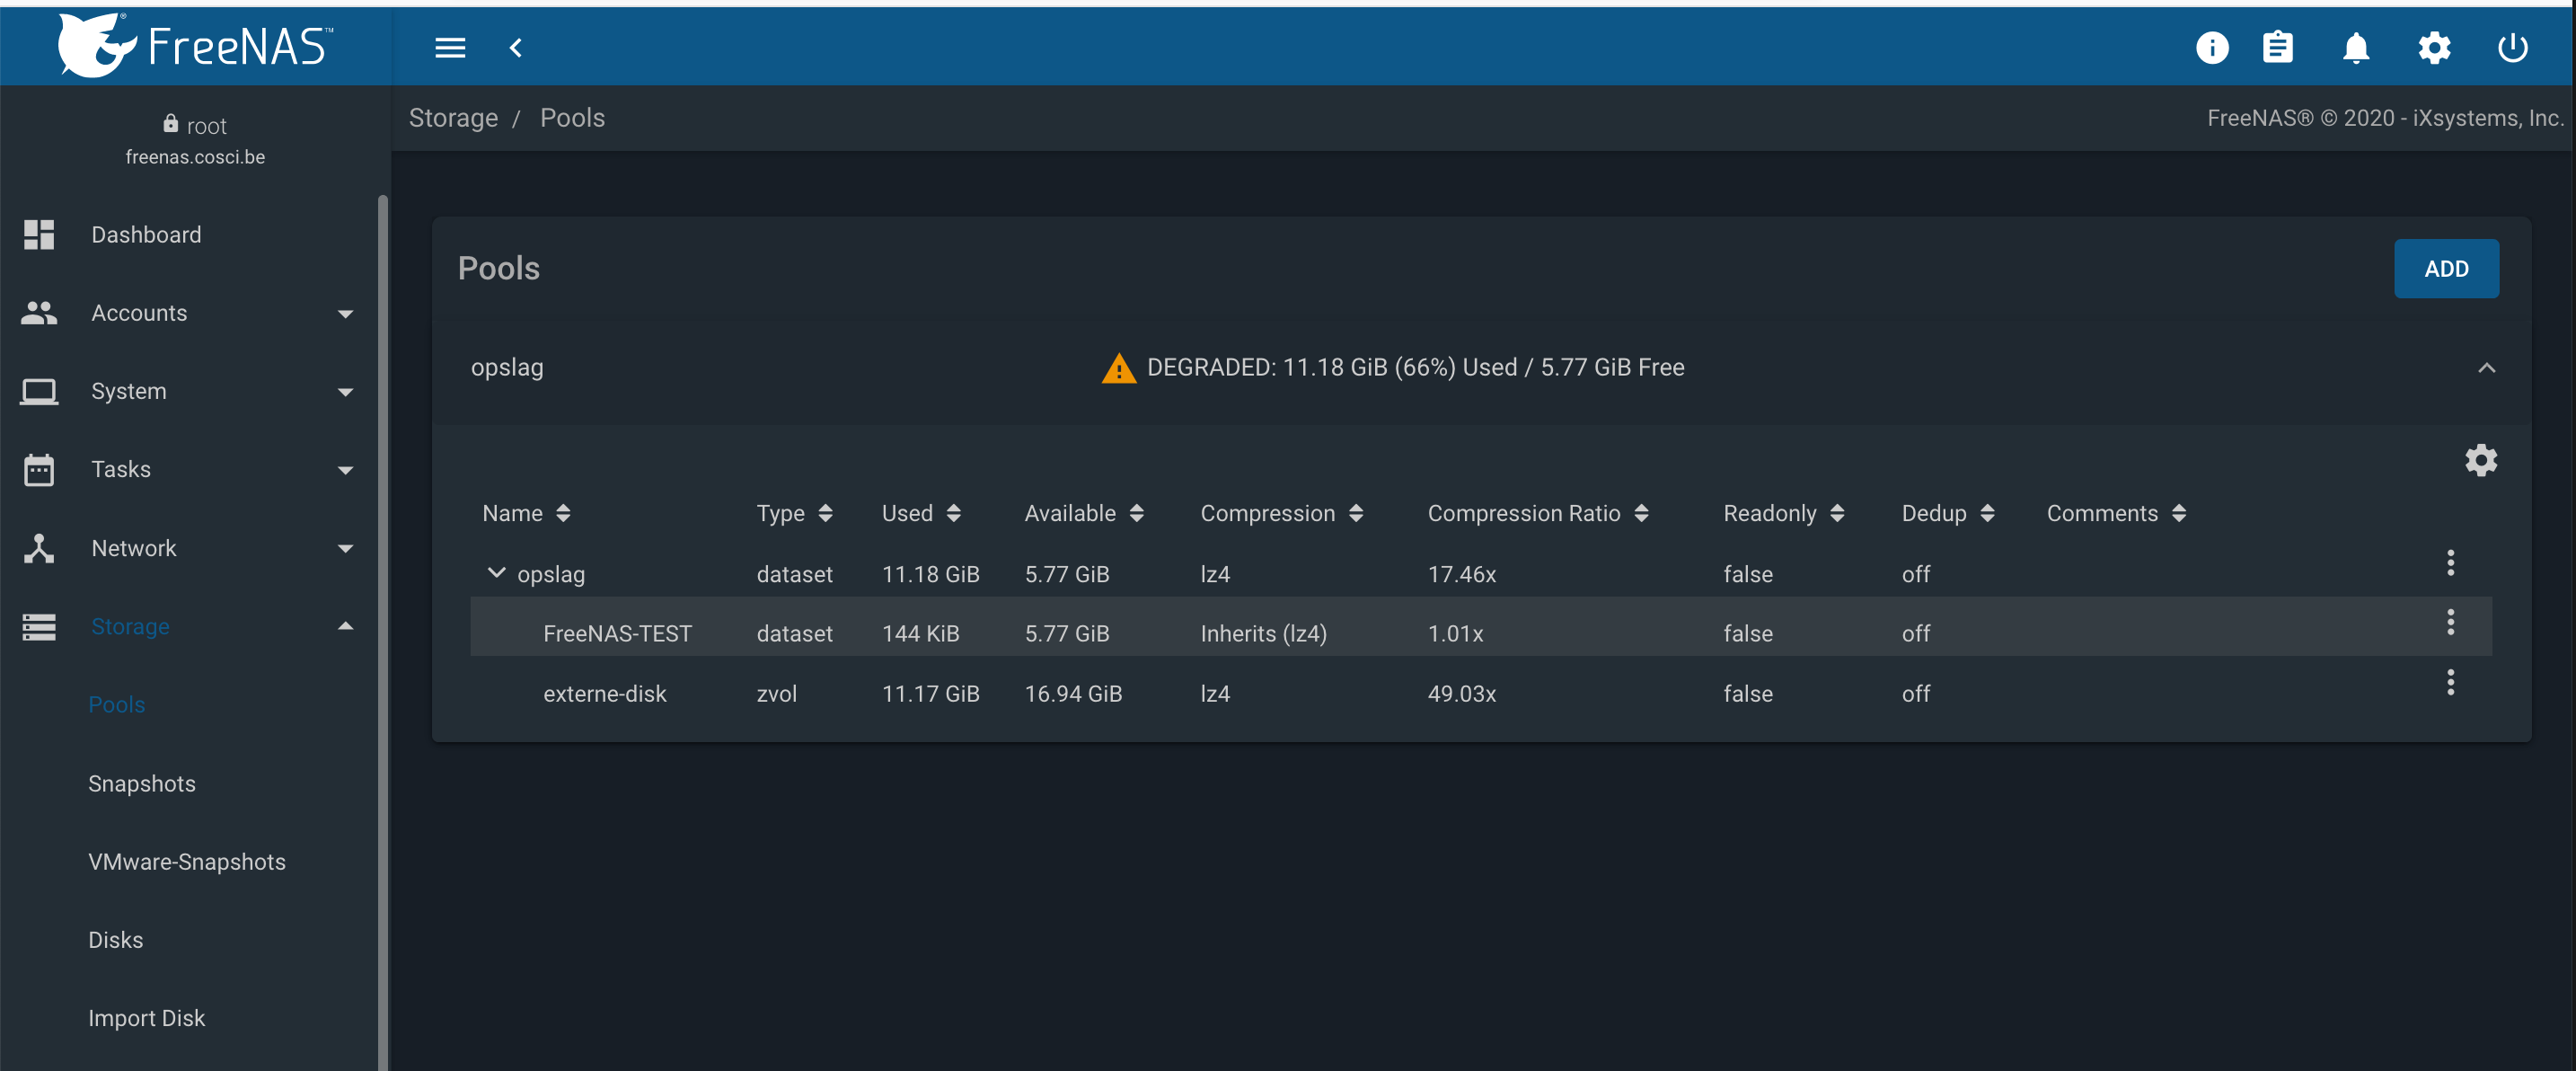 FreeNAS®™
Storage / Pools
FreeNAS® © 2020 - iXsystems, Inc.
root
freenas.cosci.be
Dashboard
Accounts
System
Tasks
Network
Storage
Pools
Snapshots
VMware-Snapshots
Disks
Import Disk
Pools
ADD
opslag DEGRADED: 11.18 GiB (66%) Used / 5.77 GiB Free
Name Type Used Available Compression Compression Ratio Readonly Dedup Comments
opslag dataset 11.18 GiB 5.77 GiB lz4 17.46x false off
FreeNAS-TEST dataset 144 KiB 5.77 GiB Inherits (lz4) 1.01x false off
externe-disk zvol 11.17 GiB 16.94 GiB lz4 49.03x false off